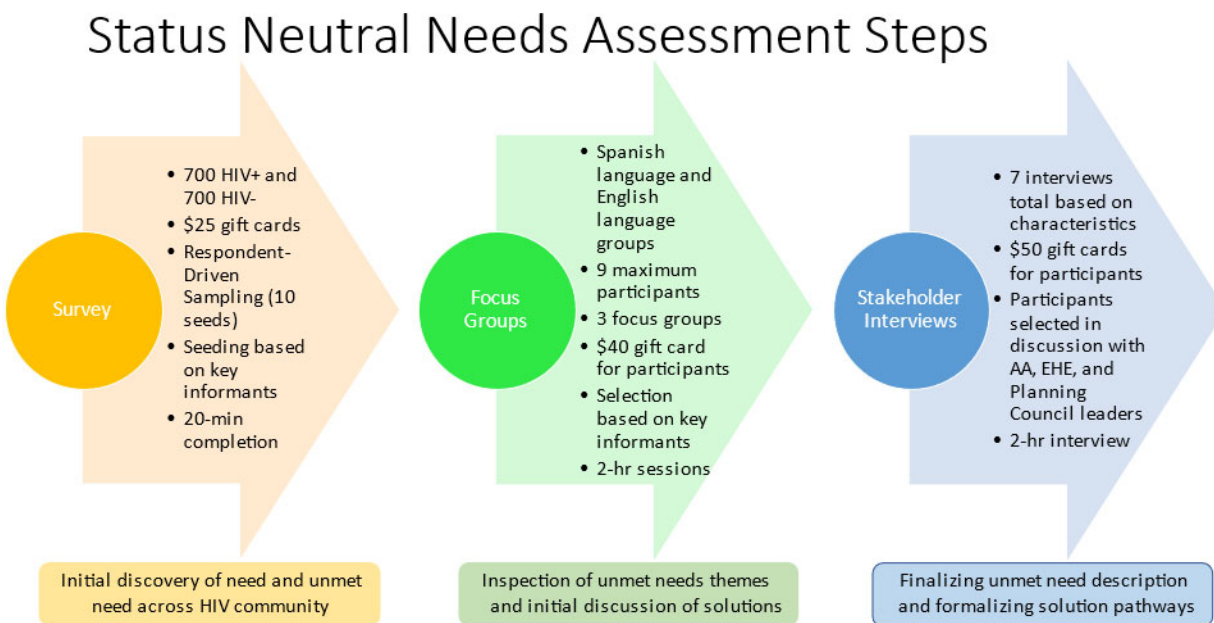 Status Neutral Needs Assessment Steps
Survey
• 700 HIV+ and
700 HIV-
• $25 gift cards
• Respondent-
Driven
Sampling (10
seeds)
• Seeding based
on key
informants
• 20-min
completion
Initial discovery of need and unmet
need across HIV community
Focus
Groups
• Spanish
language and
English
language
groups
• 9 maximum
participants
• 3 focus groups
• $40 gift card
for participants
• Selection
based on key
informants
• 2-hr sessions
Inspection of unmet needs themes
and initial discussion of solutions
Stakeholder
Interviews
• 7 interviews
total based on
characteristics
• $50 gift cards
for participants
• Participants
selected in
discussion with
AA, EHE, and
Planning
Council leaders
• 2-hr interview
Finalizing unmet need description
and formalizing solution pathways